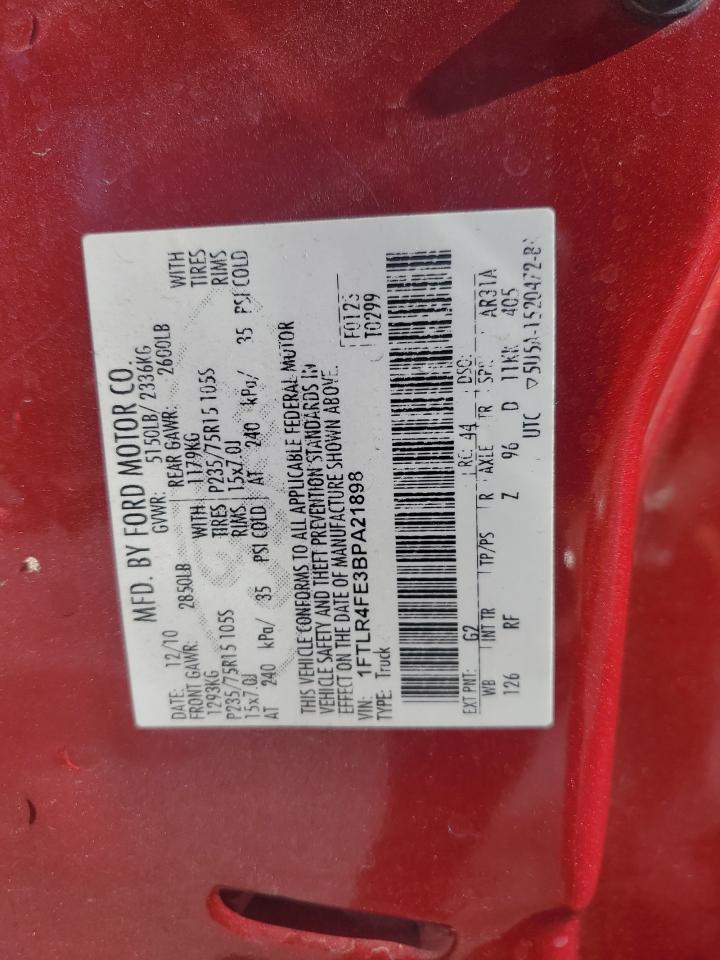 MFD. BY FORD MOTOR CO.
DATE: 12/10 GVWR: 5150LB/ 2336KG
FRONT GAWR: 2850LB REAR GAWR: 2600LB
1293KG WITH 1179KG WITH
P235/75R15 105S TIRES P235/75R15 105S TIRES
15x7.0J RIMS 15x7.0J RIMS
AT 240 kPa/ 35 PSI COLD AT 240 kPa/ 35 PSI COLD
THIS VEHICLE CONFORMS TO ALL APPLICABLE FEDERAL MOTOR
VEHICLE SAFETY AND THEFT PREVENTION STANDARDS IN
EFFECT ON THE DATE OF MANUFACTURE SHOWN ABOVE.
VIN: 1FTLR4FE3BPA21898
TYPE: Truck
F0123
T0299
EXT PNT: G2 RC: 44 DSO:
WB INT TR TP/PS R AXLE TR SPR AR31A
126 RF Z 96 D 11KK 405
UTC ▽5U5A-1520472-B